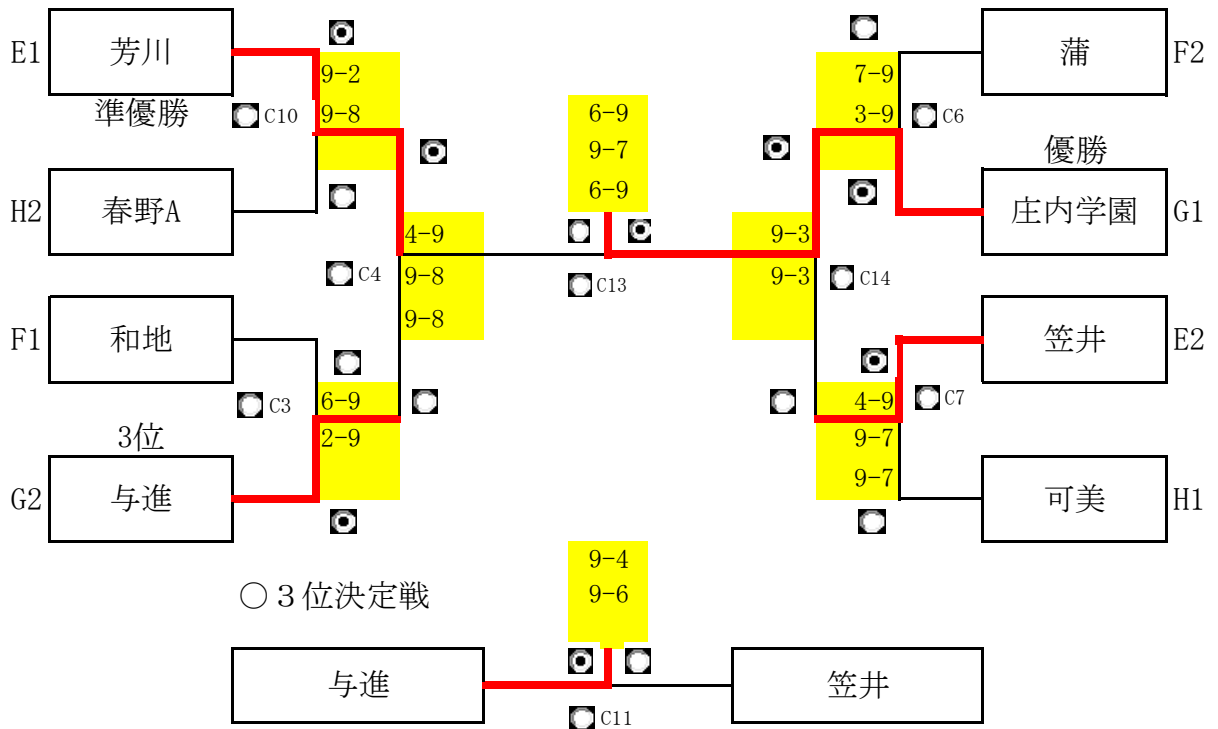 E1 芳川 準優勝
9-2
9-8
C10
H2 春野A
4-9
9-8
9-8
C4
F1 和地
C3
6-9
2-9
3位
G2 与進
6-9
9-7
6-9
C13
7-9
3-9
蒲 F2
C6
優勝
庄内学園 G1
9-3
9-3
C14
笠井 E2
C7
4-9
9-7
9-7
可美 H1
○３位決定戦
9-4
9-6
与進
笠井
C11